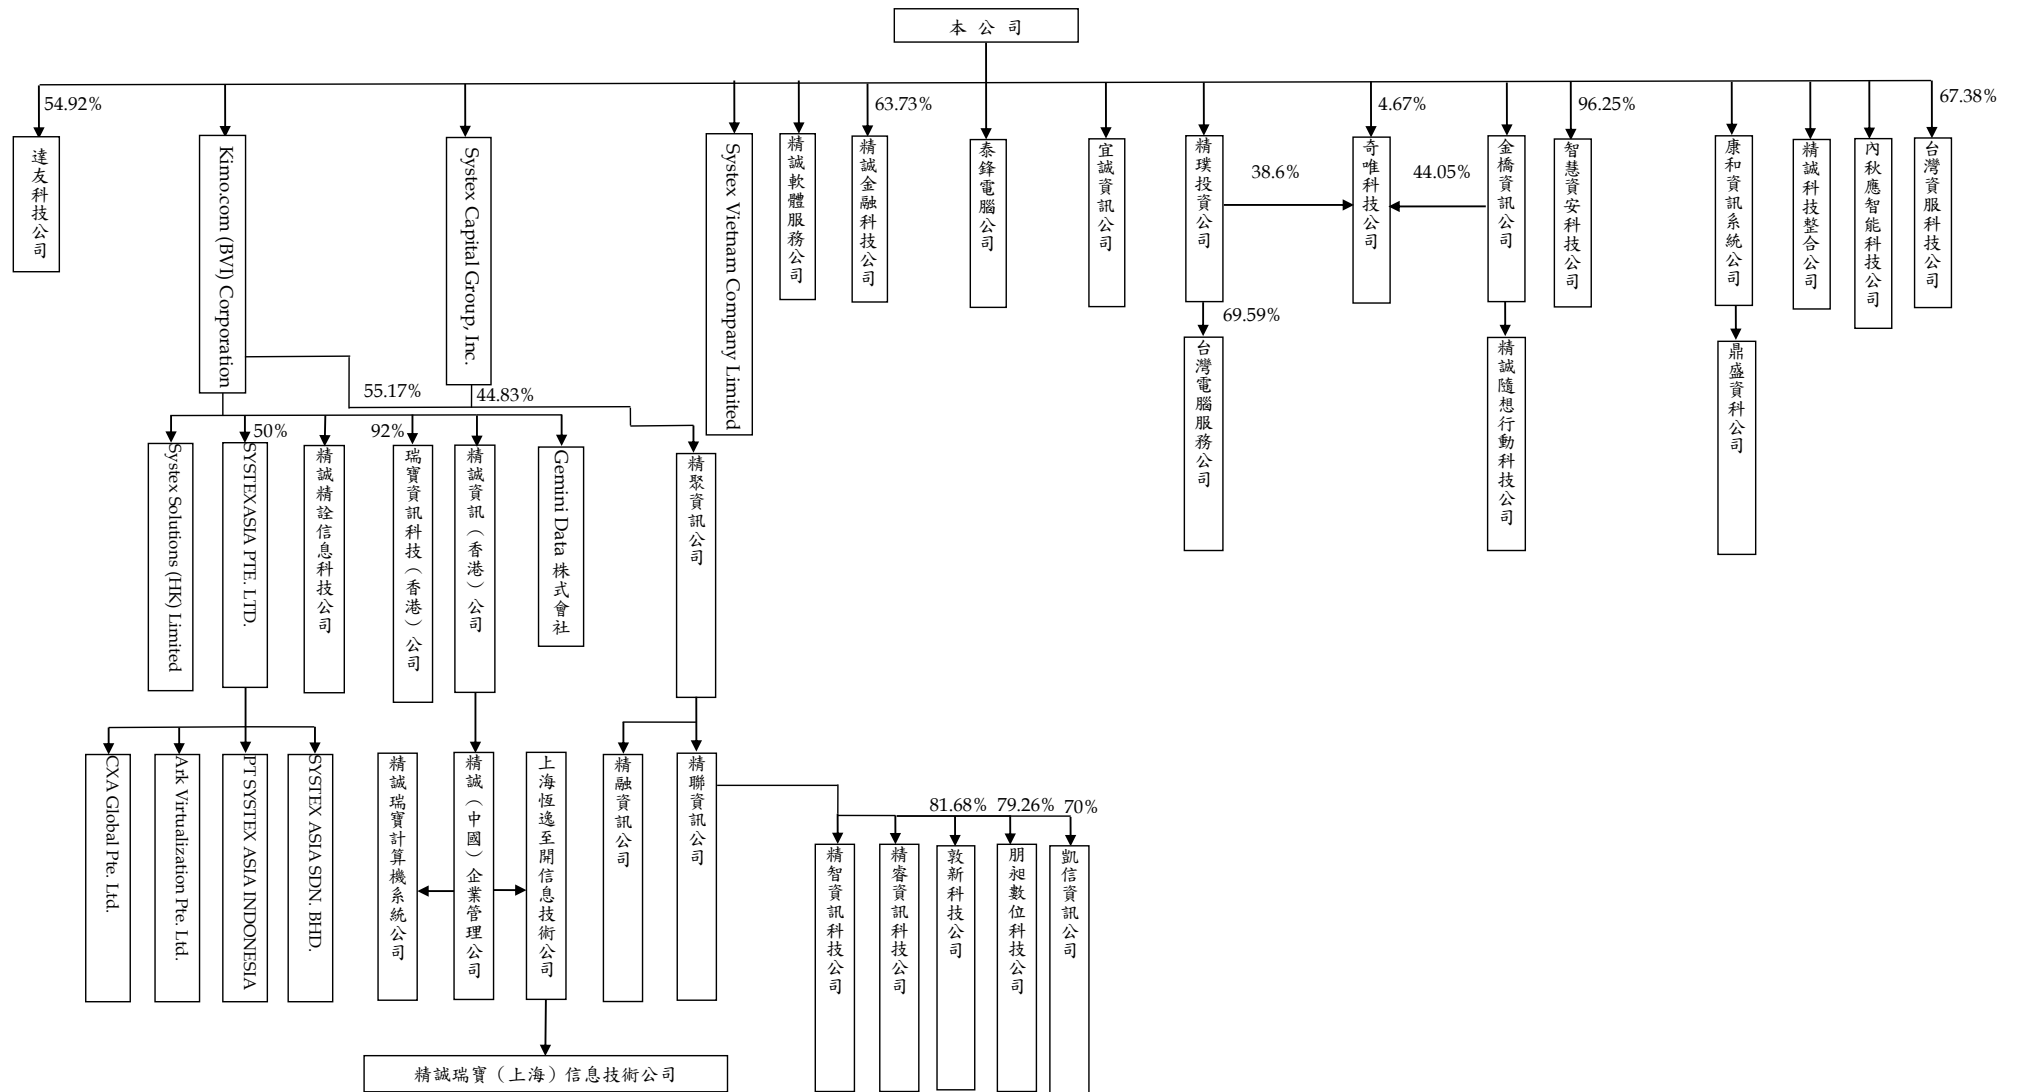 本公司
54.92%
63.73%
4.67%
96.25%
67.38%
達友科技公司
Kimo.com (BVI) Corporation
Systex Capital Group, Inc.
Systex Vietnam Company Limited
精誠軟體服務公司
精誠金融科技公司
泰鋒電腦公司
宜誠資訊公司
精璞投資公司
38.6%
奇唯科技公司
44.05%
金橋資訊公司
智慧資安科技公司
康和資訊系統公司
精誠科技整合公司
內秋應智能科技公司
台灣資服科技公司
69.59%
台灣電腦服務公司
精誠隨想行動科技公司
鼎盛資科公司
55.17%
44.83%
50%
92%
Systex Solutions (HK) Limited
SYSTEX ASIA PTE. LTD.
精誠精詮信息科技公司
瑞寶資訊科技（香港）公司
精誠資訊（香港）公司
Gemini Data 株式會社
精聚資訊公司
CXA Global Pte. Ltd.
Ark Virtualization Pte. Ltd.
PT SYSTEX ASIA INDONESIA
SYSTEX ASIA SDN. BHD.
精誠瑞寶計算機系統公司
精誠（中國）企業管理公司
上海恆逸至開信息技術公司
精融資訊公司
精聯資訊公司
81.68%
79.26%
70%
精智資訊科技公司
精睿資訊科技公司
敦新科技公司
朋昶數位科技公司
凱信資訊公司
精誠瑞寶（上海）信息技術公司